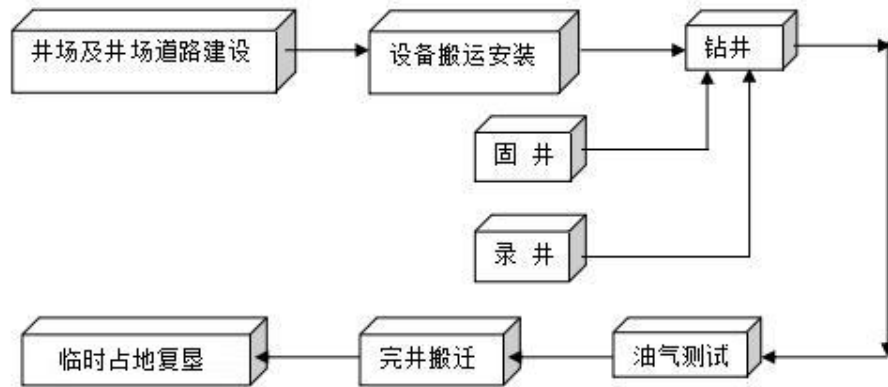 井场及井场道路建设
设备搬运安装
钻井
固 井
录 井
临时占地复垦
完井搬迁
油气测试